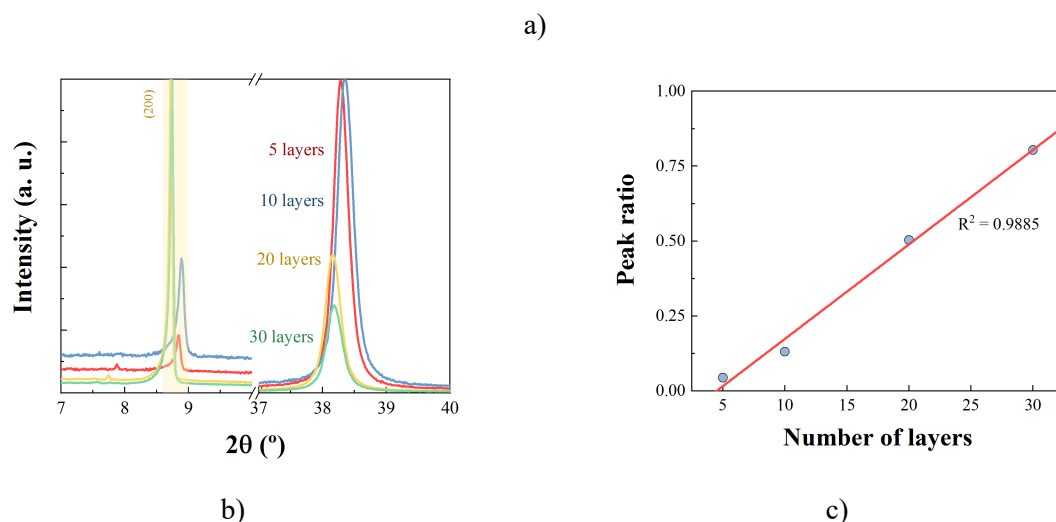 a)
(200)
5 layers
10 layers
20 layers
30 layers
Intensity (a. u.)
7 8 9 37 38 39 40
2θ (º)
b)
1.00
0.75
0.50
0.25
0.00
Peak ratio
R² = 0.9885
5 10 15 20 25 30
Number of layers
c)